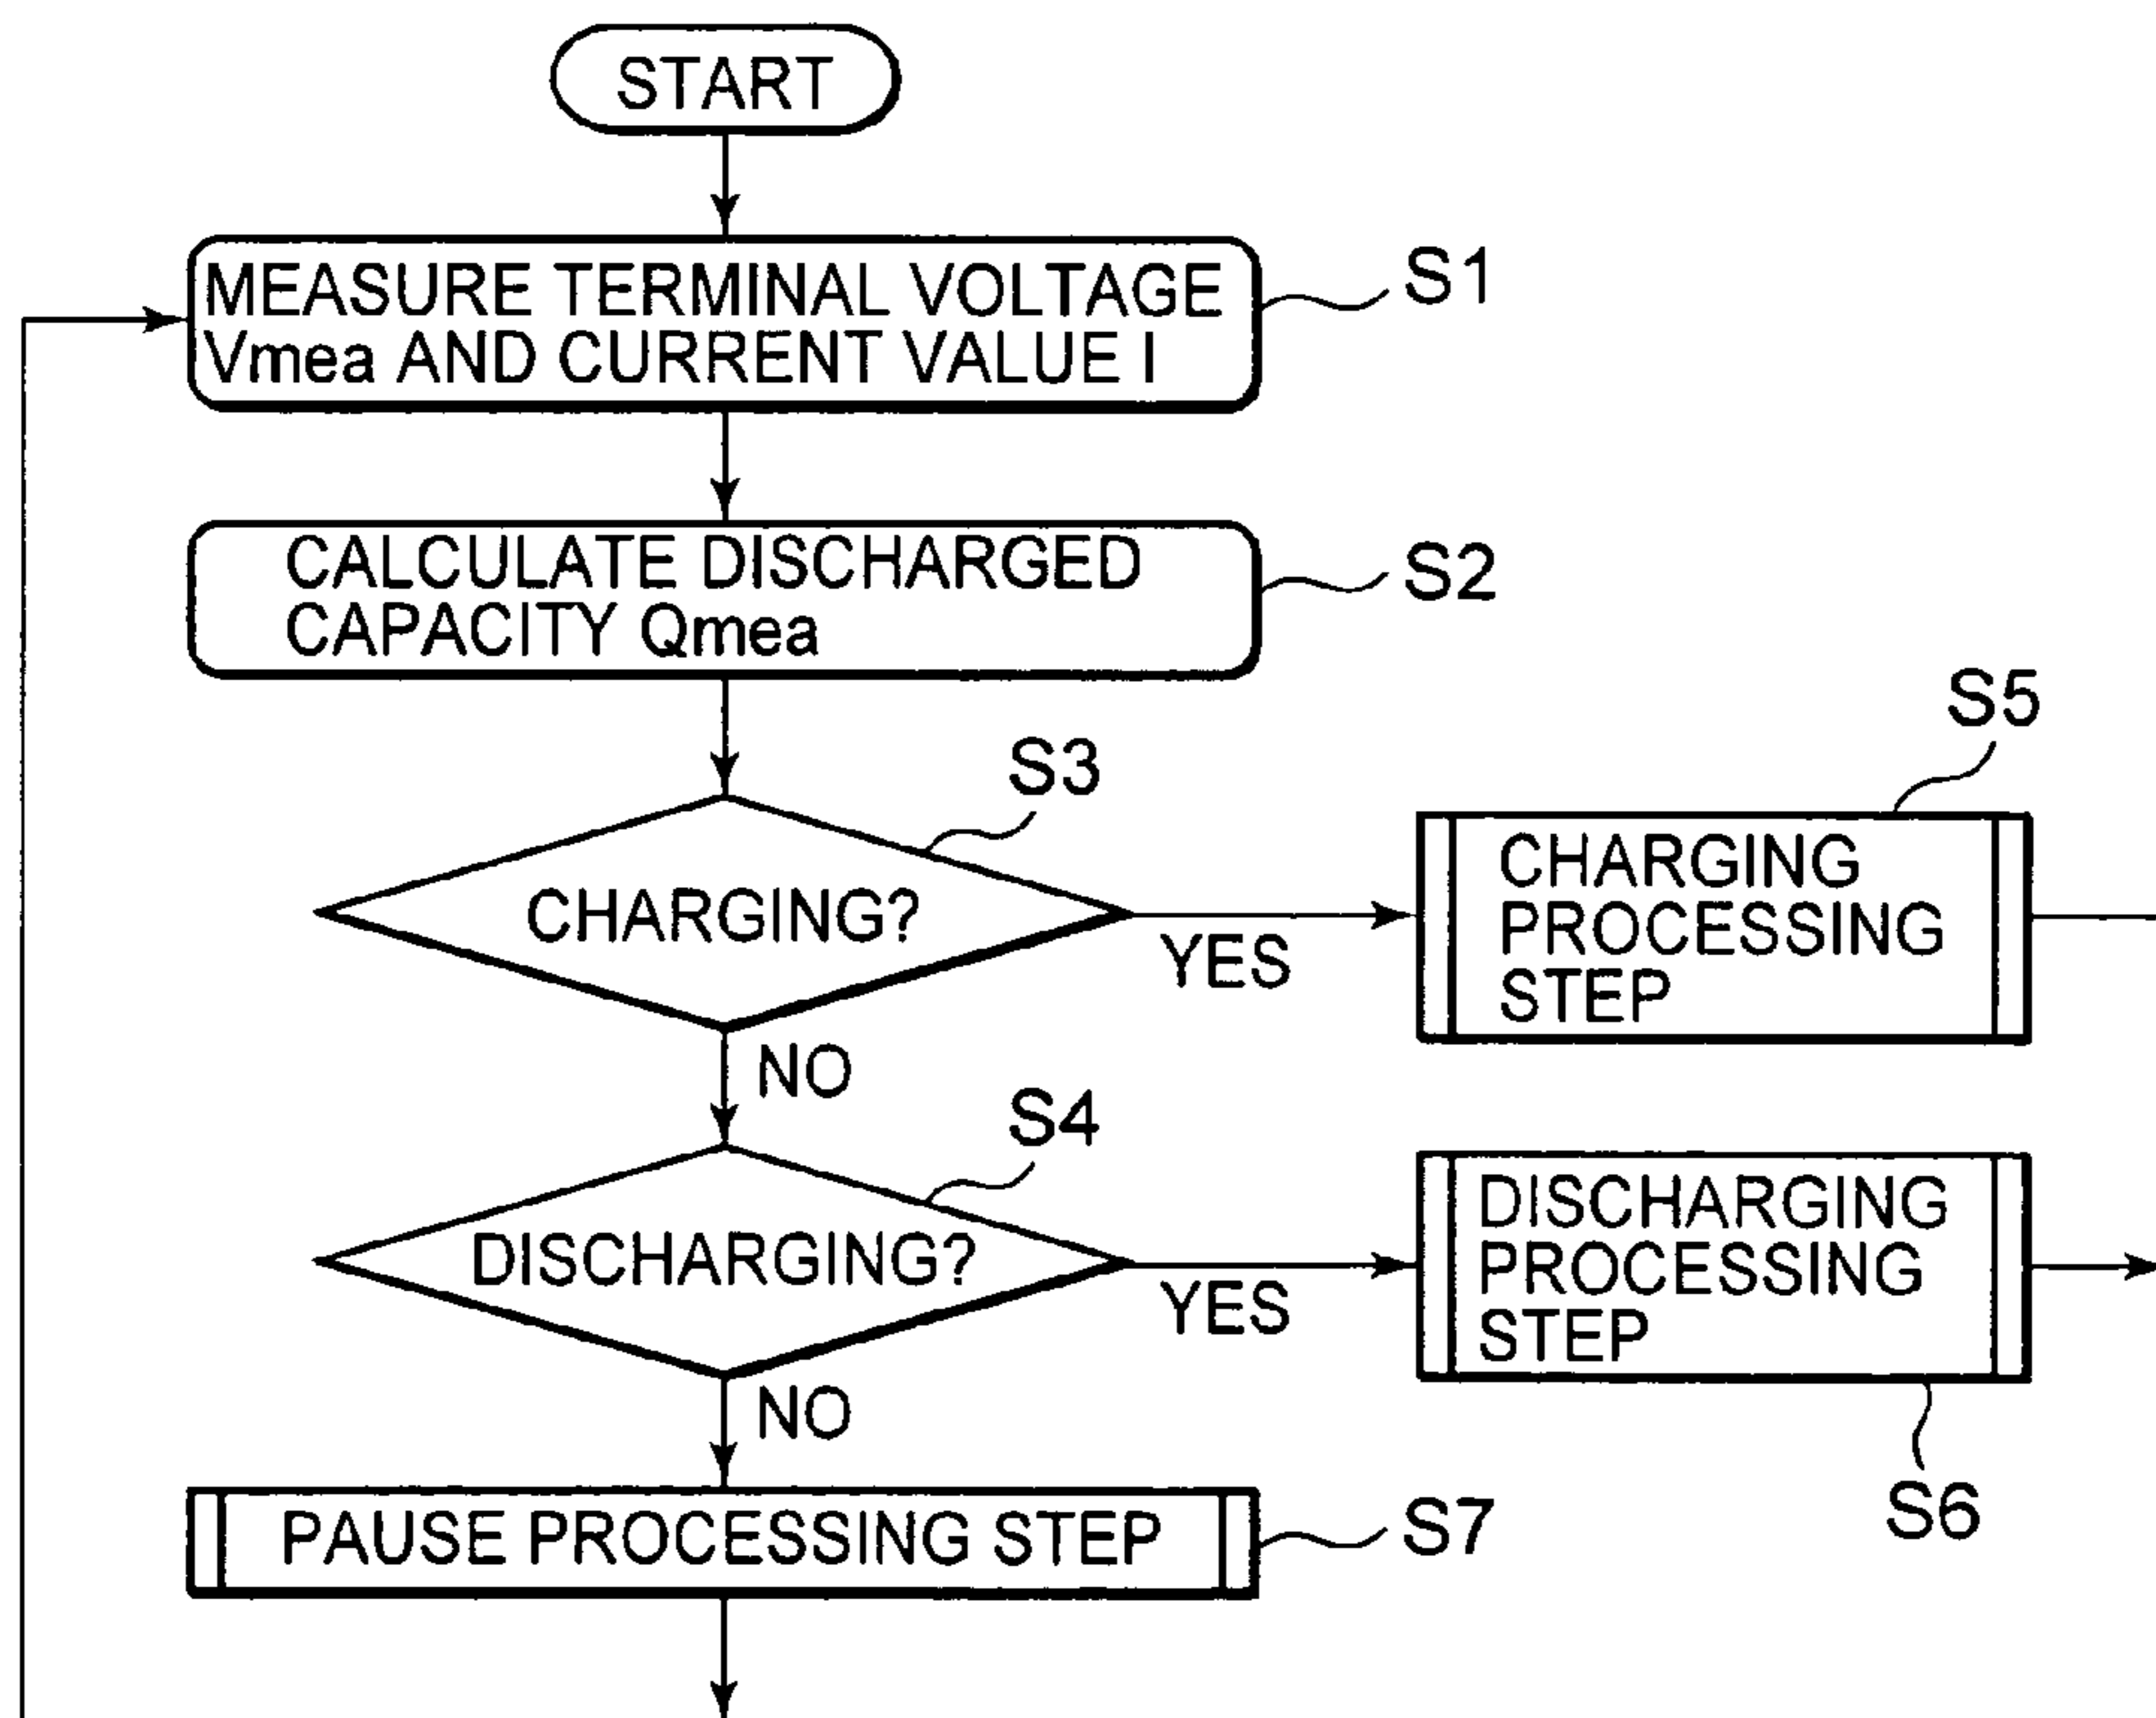 START
MEASURE TERMINAL VOLTAGE
Vmea AND CURRENT VALUE I
S1
CALCULATE DISCHARGED
CAPACITY Qmea
S2
S3
CHARGING?
YES
NO
S5
CHARGING
PROCESSING
STEP
S4
DISCHARGING?
YES
NO
DISCHARGING
PROCESSING
STEP
S6
PAUSE PROCESSING STEP
S7